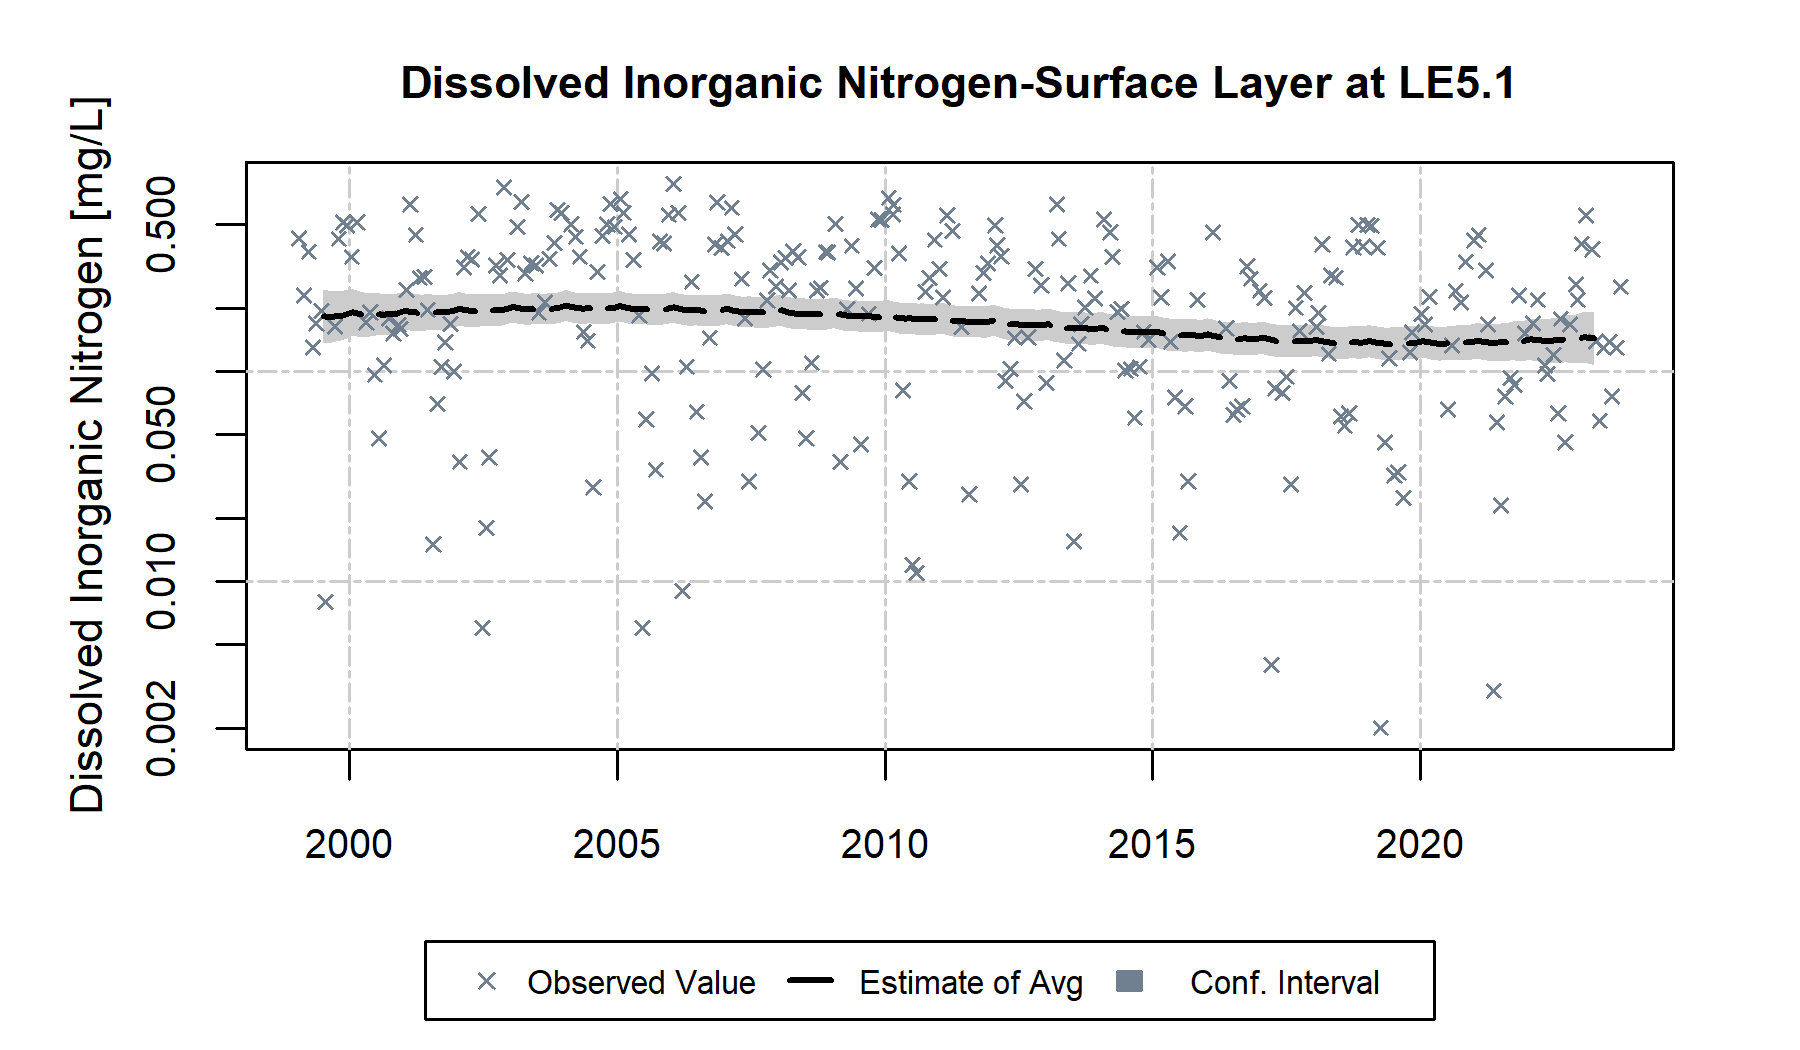 Dissolved Inorganic Nitrogen-Surface Layer at LE5.1
Dissolved Inorganic Nitrogen [mg/L]
0.500
0.050
0.010
0.002
2000 2005 2010 2015 2020
Observed Value Estimate of Avg Conf. Interval